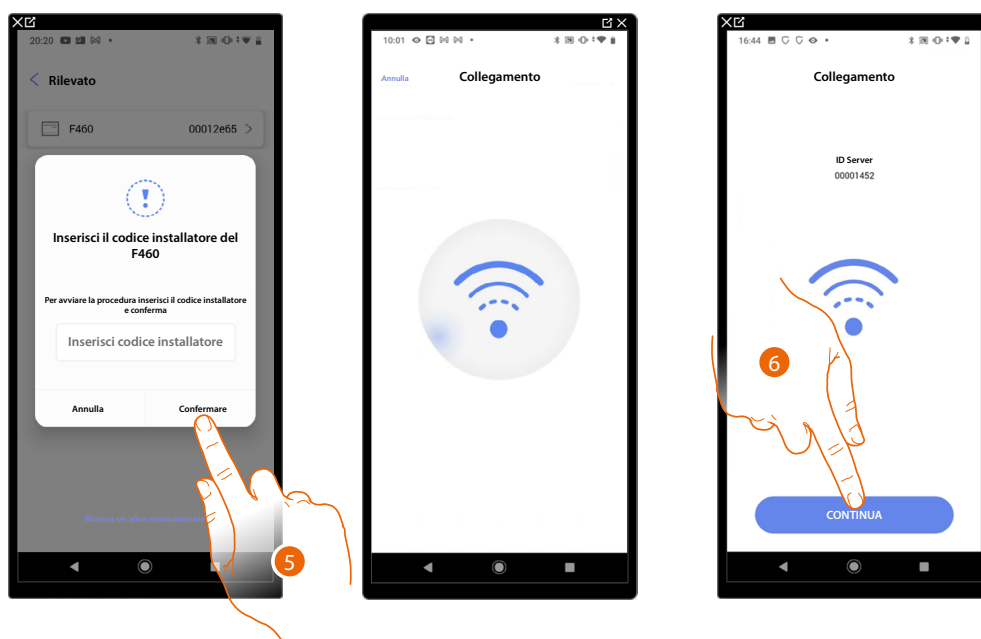 20:20
Rilevato
F460 00012e65
Inserisci il codice installatore del
F460
Per avviare la procedura inserisci il codice installatore
e conferma
Inserisci codice installatore
Annulla Confermare
5
10:01
Annulla Collegamento
16:44
Collegamento
ID Server
00001452
6
CONTINUA